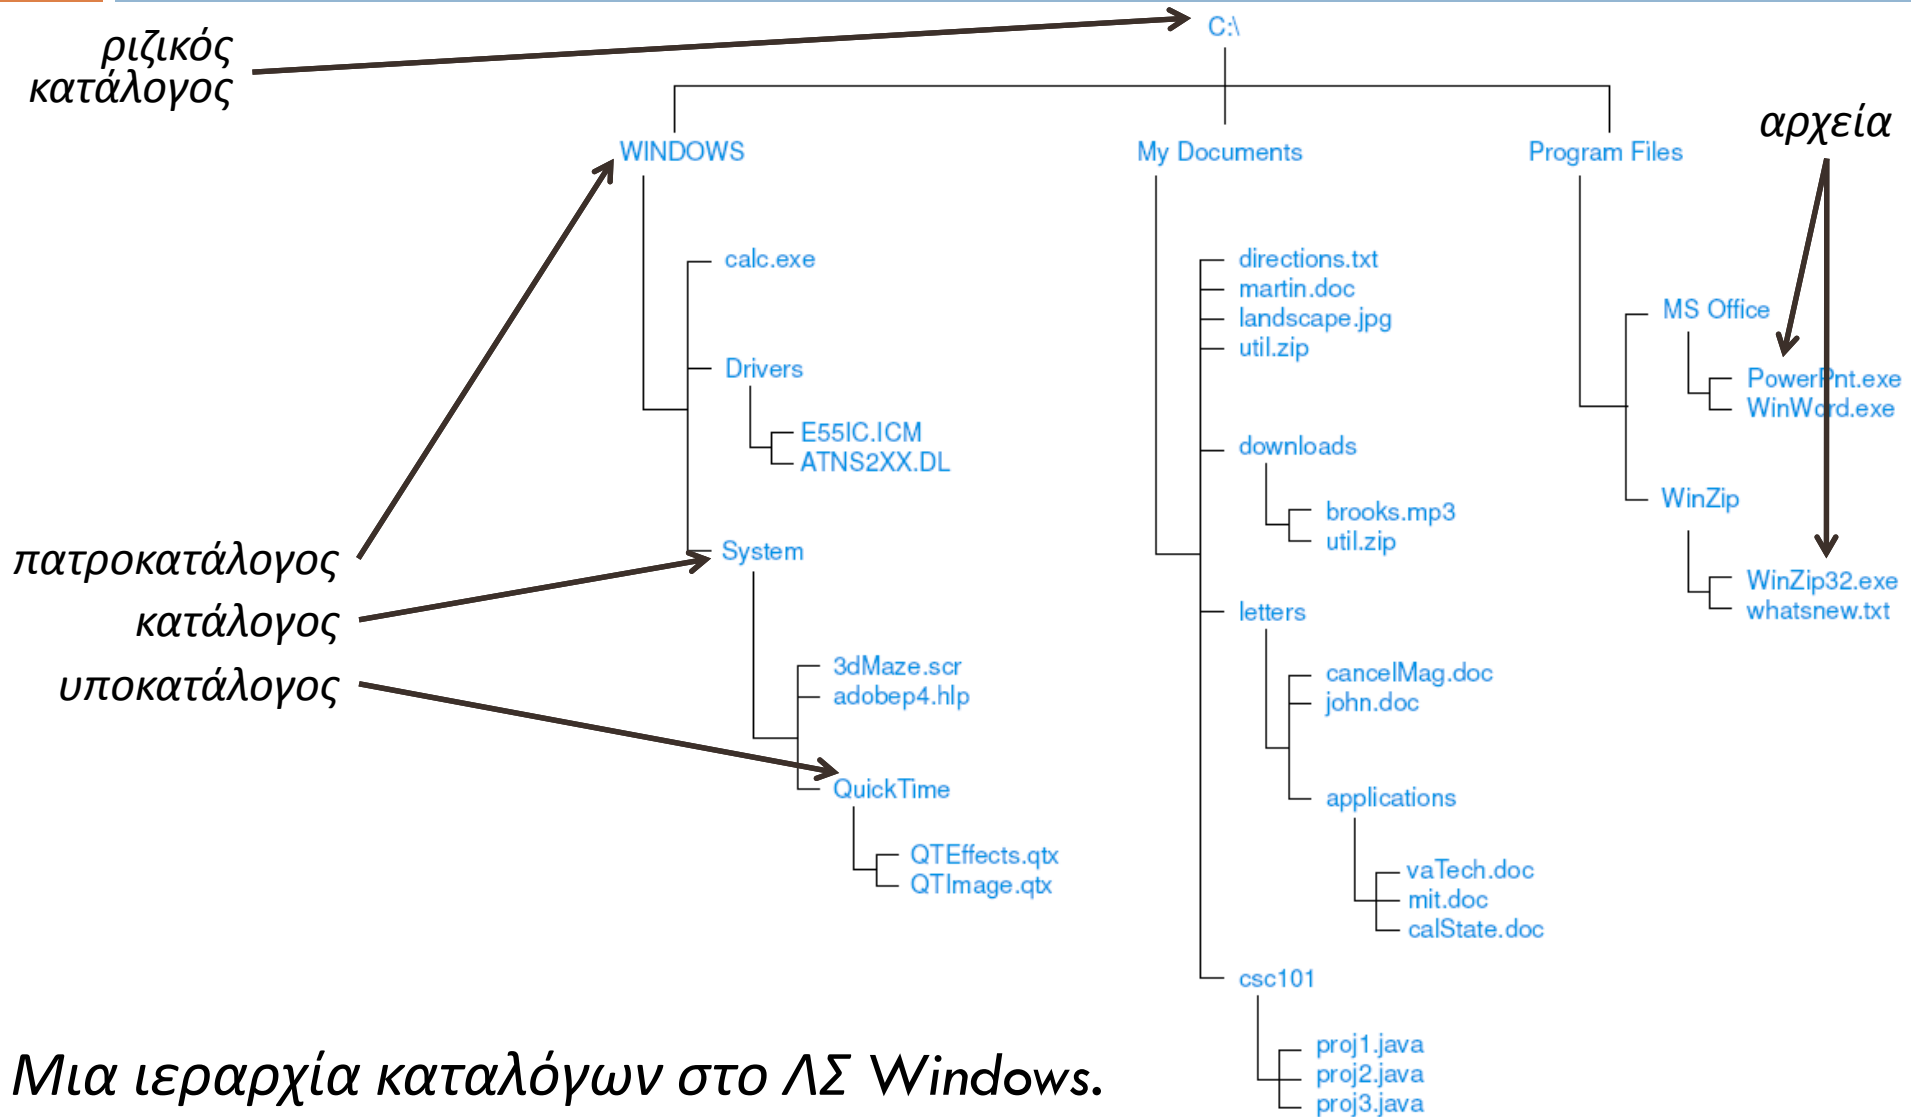 ριζικός
κατάλογος
C:\
αρχεία
WINDOWS
calc.exe
Drivers
E55IC.ICM
ATNS2XX.DL
System
3dMaze.scr
adobep4.hlp
QuickTime
QTEffects.qtx
QTImage.qtx
My Documents
directions.txt
martin.doc
landscape.jpg
util.zip
downloads
brooks.mp3
util.zip
letters
cancelMag.doc
john.doc
applications
vaTech.doc
mit.doc
calState.doc
csc101
proj1.java
proj2.java
proj3.java
Program Files
MS Office
PowerPnt.exe
WinWord.exe
WinZip
WinZip32.exe
whatsnew.txt
πατροκατάλογος
κατάλογος
υποκατάλογος
Μια ιεραρχία καταλόγων στο ΛΣ Windows.